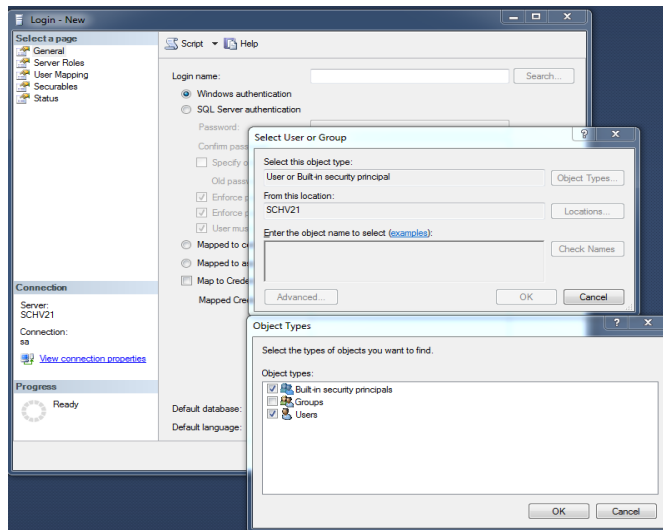 Login - New
Select a page
General
Server Roles
User Mapping
Securables
Status
Script Help
Login name:
Search...
Windows authentication
SQL Server authentication
Password:
Confirm pass
Specify o
Old passw
Enforce p
Enforce p
User mus
Mapped to ce
Mapped to as
Map to Crede
Mapped Cre
Default database:
Default language:
Connection
Server:
SCHV21
Connection:
sa
View connection properties
Progress
Ready
Select User or Group
Select this object type:
User or Built-in security principal
Object Types...
From this location:
SCHV21
Locations...
Enter the object name to select (examples):
Check Names
Advanced...
OK
Cancel
Object Types
Select the types of objects you want to find.
Object types:
Built-in security principals
Groups
Users
OK
Cancel